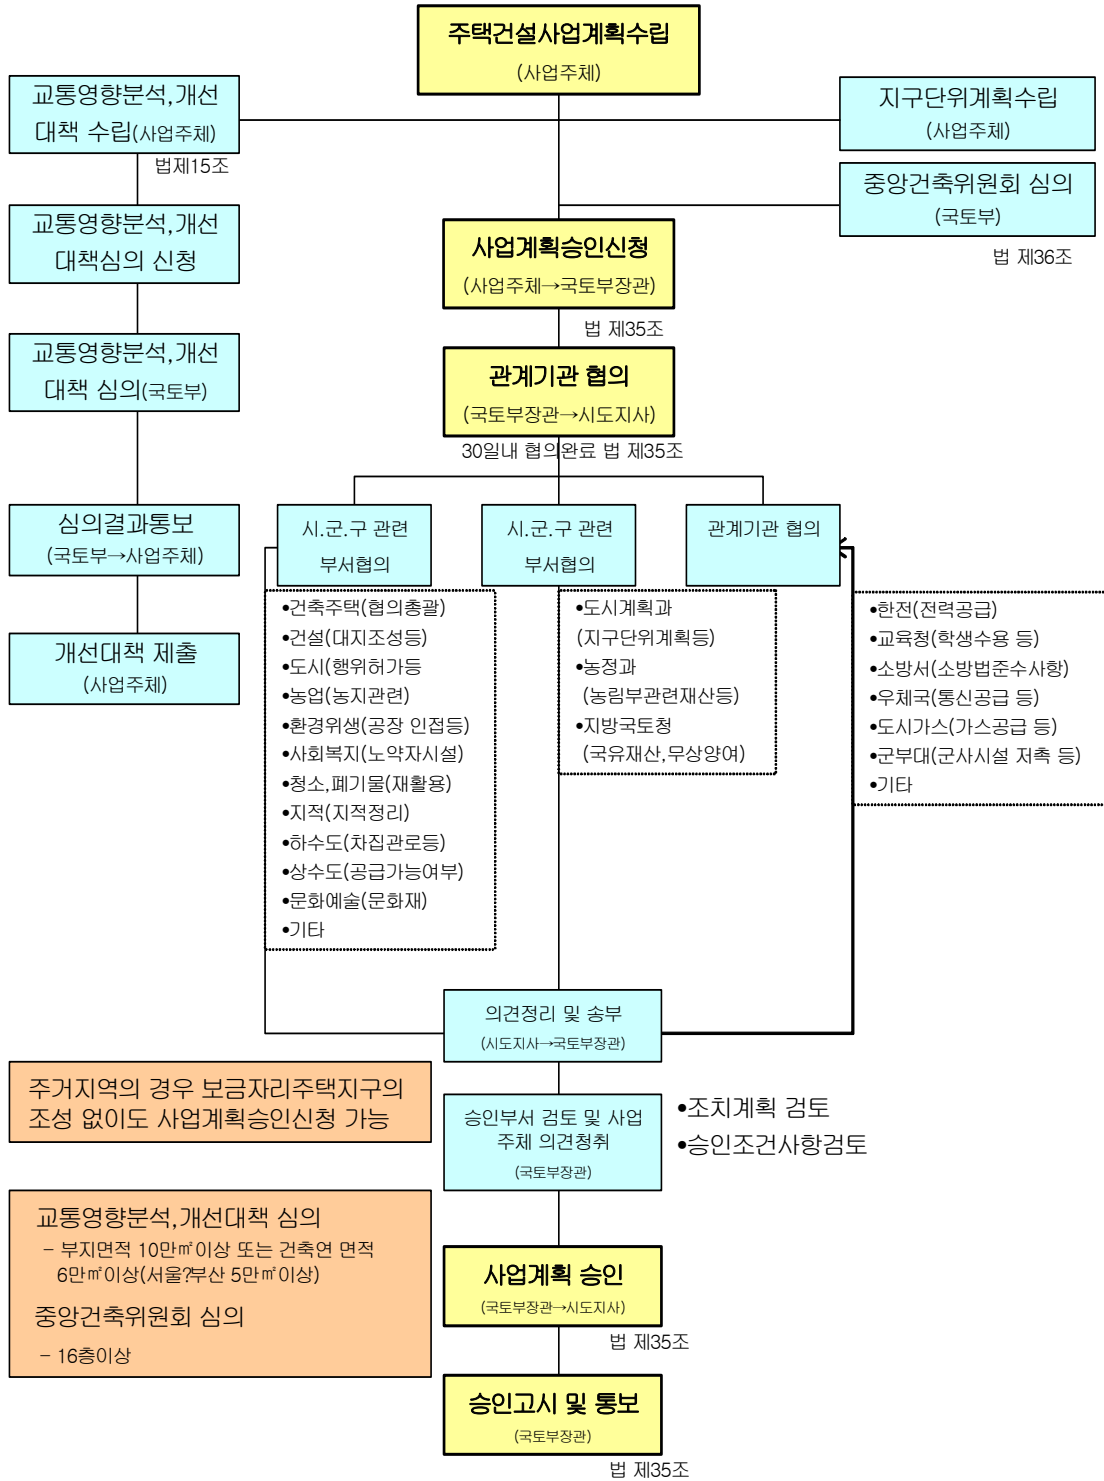 주택건설사업계획수립
(사업주체)
교통영향분석,개선
대책 수립(사업주체)
법제15조
지구단위계획수립
(사업주체)
중앙건축위원회 심의
(국토부)
법 제36조
교통영향분석,개선
대책심의 신청
사업계획승인신청
(사업주체→국토부장관)
법 제35조
교통영향분석,개선
대책 심의(국토부)
관계기관 협의
(국토부장관→시도지사)
30일내 협의완료 법 제35조
심의결과통보
(국토부→사업주체)
시.군.구 관련
부서협의
시.군.구 관련
부서협의
관계기관 협의
개선대책 제출
(사업주체)
•건축주택(협의총괄)
•건설(대지조성등)
•도시(행위허가등
•농업(농지관련)
•환경위생(공장 인접등)
•사회복지(노약자시설)
•청소,폐기물(재활용)
•지적(지적정리)
•하수도(차집관로등)
•상수도(공급가능여부)
•문화예술(문화재)
•기타
•도시계획과
(지구단위계획등)
•농정과
(농림부관련재산등)
•지방국토청
(국유재산,무상양여)
•한전(전력공급)
•교육청(학생수용 등)
•소방서(소방법준수사항)
•우체국(통신공급 등)
•도시가스(가스공급 등)
•군부대(군사시설 저촉 등)
•기타
의견정리 및 송부
(시도지사→국토부장관)
주거지역의 경우 보금자리주택지구의
조성 없이도 사업계획승인신청 가능
승인부서 검토 및 사업
주체 의견청취
(국토부장관)
•조치계획 검토
•승인조건사항검토
교통영향분석,개선대책 심의
- 부지면적 10만㎡이상 또는 건축연 면적
6만㎡이상(서울?부산 5만㎡이상)
중앙건축위원회 심의
- 16층이상
사업계획 승인
(국토부장관→시도지사)
법 제35조
승인고시 및 통보
(국토부장관)
법 제35조